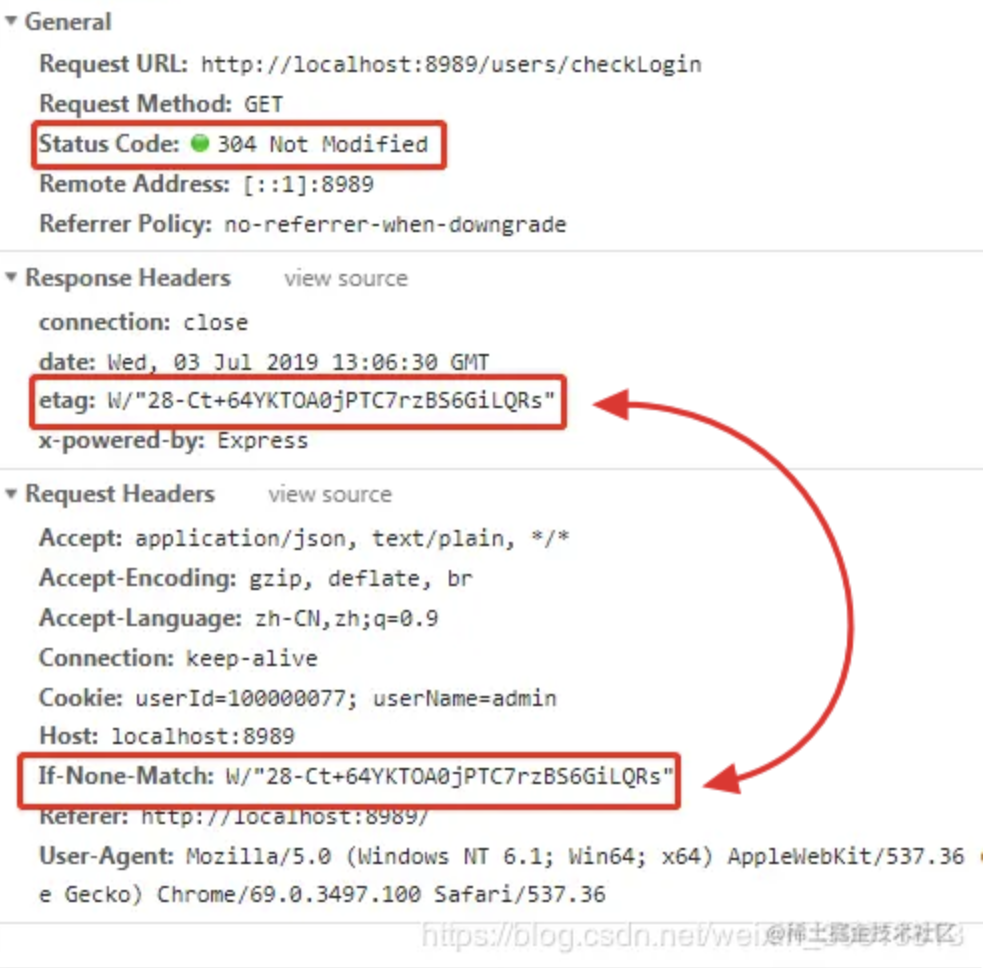 General
Request URL: http://localhost:8989/users/checkLogin
Request Method: GET
Status Code: 304 Not Modified
Remote Address: [::1]:8989
Referrer Policy: no-referrer-when-downgrade
Response Headers view source
connection: close
date: Wed, 03 Jul 2019 13:06:30 GMT
etag: W/"28-Ct+64YKTOA0jPTC7rzBS6GiLQRs"
x-powered-by: Express
Request Headers view source
Accept: application/json, text/plain, */*
Accept-Encoding: gzip, deflate, br
Accept-Language: zh-CN,zh;q=0.9
Connection: keep-alive
Cookie: userId=100000077; userName=admin
Host: localhost:8989
If-None-Match: W/"28-Ct+64YKTOA0jPTC7rzBS6GiLQRs"
Referer: http://localhost:8989/
User-Agent: Mozilla/5.0 (Windows NT 6.1; Win64; x64) AppleWebKit/537.36
e Gecko) Chrome/69.0.3497.100 Safari/537.36
@稀土掘金技术社区